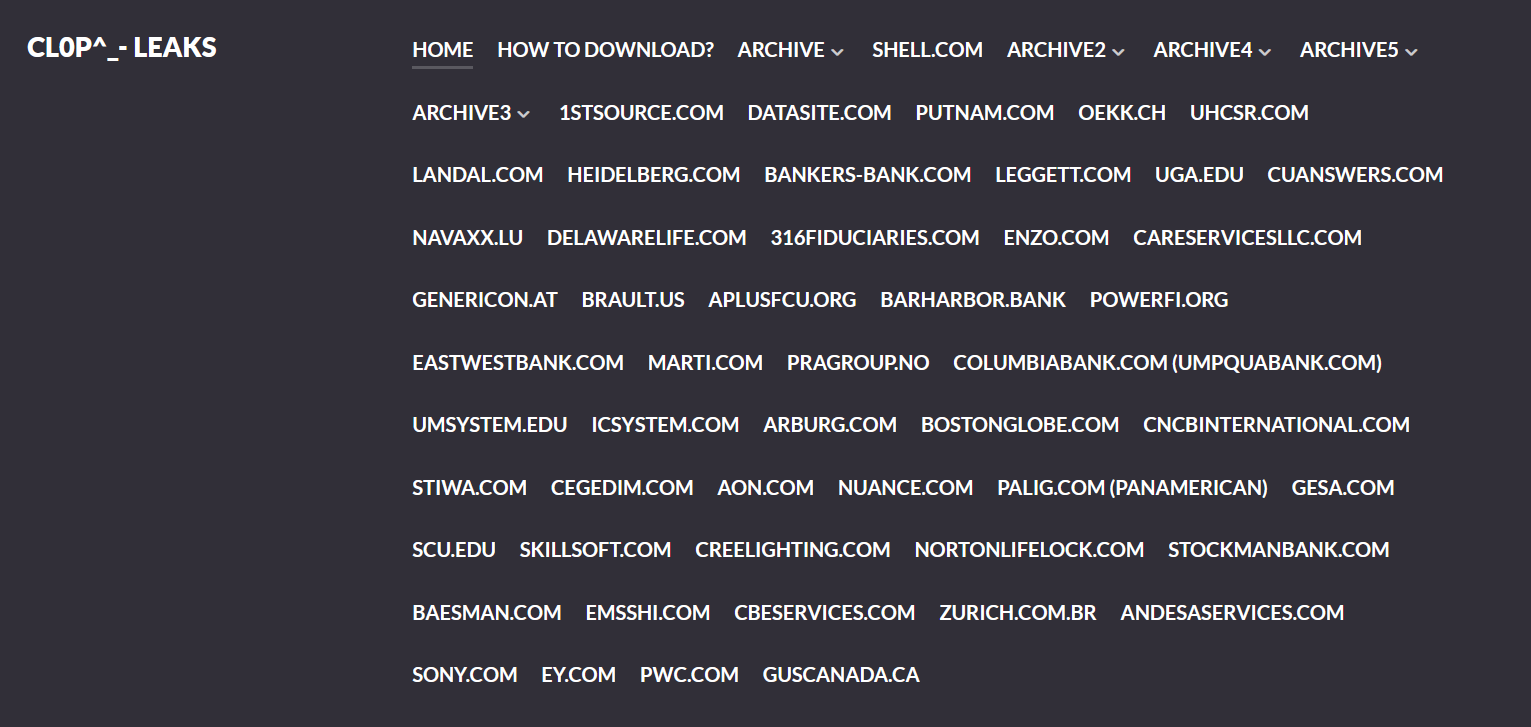 CL0P^_- LEAKS
HOME HOW TO DOWNLOAD? ARCHIVE SHELL.COM ARCHIVE2 ARCHIVE4 ARCHIVE5
ARCHIVE3 1STSOURCE.COM DATASITE.COM PUTNAM.COM OEKK.CH UHCSR.COM
LANDAL.COM HEIDELBERG.COM BANKERS-BANK.COM LEGGETT.COM UGA.EDU CUANSWERS.COM
NAVAXX.LU DELAWARELIFE.COM 316FIDUCIARIES.COM ENZO.COM CARESERVICESLLC.COM
GENERICON.AT BRAULT.US APLUSFCU.ORG BARHARBOR.BANK POWERFI.ORG
EASTWESTBANK.COM MARTI.COM PRAGROUP.NO COLUMBIABANK.COM (UMPQUABANK.COM)
UMSYSTEM.EDU ICSYSTEM.COM ARBURG.COM BOSTONGLOBE.COM CNCBINTERNATIONAL.COM
STIWA.COM CEGEDIM.COM AON.COM NUANCE.COM PALIG.COM (PANAMERICAN) GESA.COM
SCU.EDU SKILLSOFT.COM CREELIGHTING.COM NORTONLIFELOCK.COM STOCKMANBANK.COM
BAESMAN.COM EMSSHI.COM CBESERVICES.COM ZURICH.COM.BR ANDESASERVICES.COM
SONY.COM EY.COM PWC.COM GUSCANADA.CA